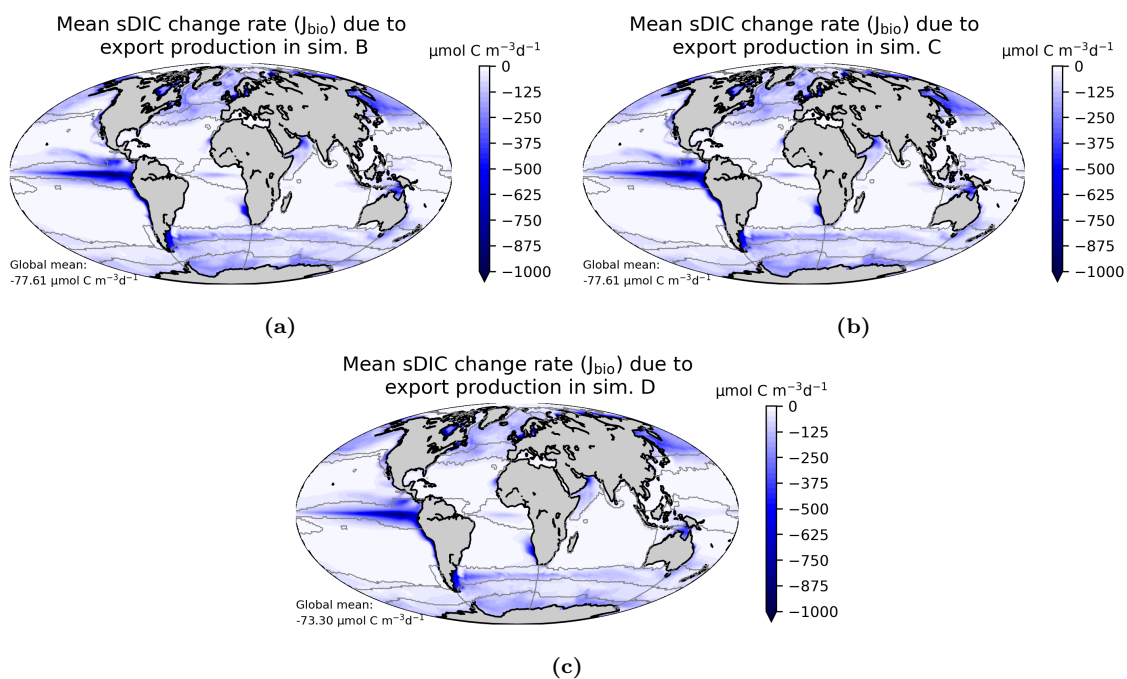 Mean sDIC change rate (J_bio) due to
export production in sim. B
μmol C m⁻³d⁻¹
0
−125
−250
−375
−500
−625
−750
−875
−1000
Global mean:
-77.61 μmol C m⁻³d⁻¹
(a)
Mean sDIC change rate (J_bio) due to
export production in sim. C
μmol C m⁻³d⁻¹
0
−125
−250
−375
−500
−625
−750
−875
−1000
Global mean:
-77.61 μmol C m⁻³d⁻¹
(b)
Mean sDIC change rate (J_bio) due to
export production in sim. D
μmol C m⁻³d⁻¹
0
−125
−250
−375
−500
−625
−750
−875
−1000
Global mean:
-73.30 μmol C m⁻³d⁻¹
(c)